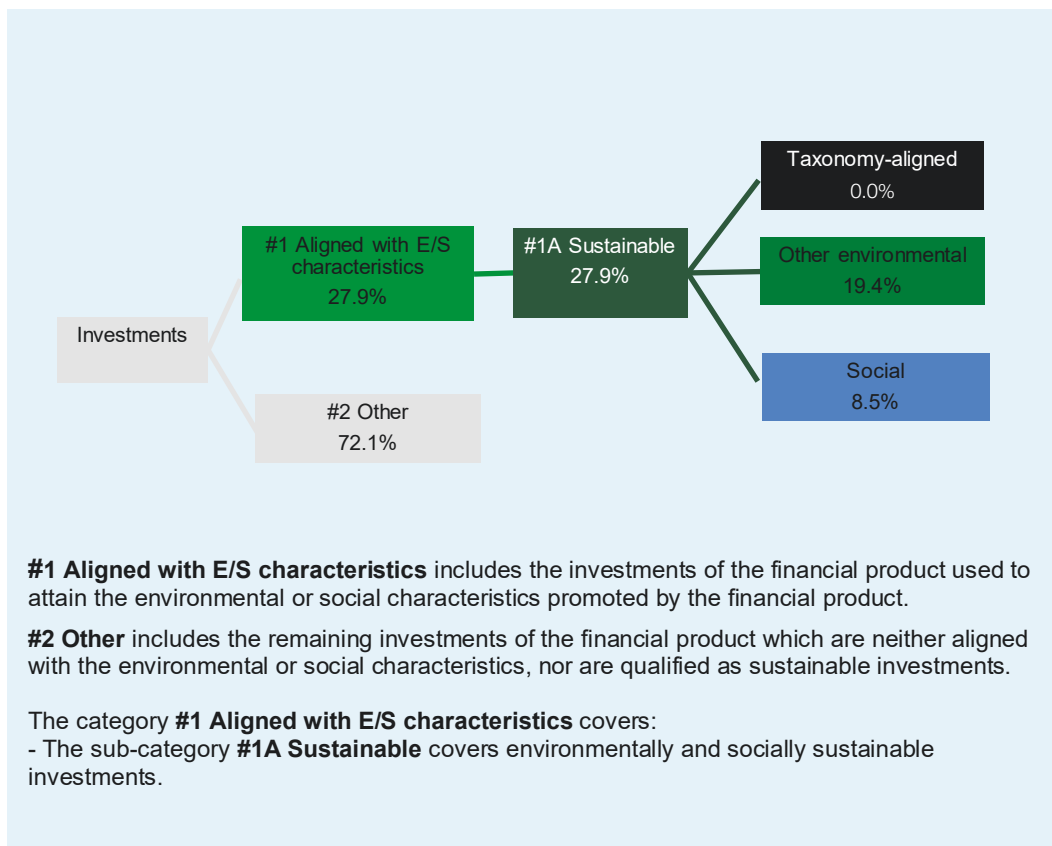 Taxonomy-aligned
0.0%
#1 Aligned with E/S
characteristics
27.9%
#1A Sustainable
27.9%
Other environmental
19.4%
Investments
Social
8.5%
#2 Other
72.1%
#1 Aligned with E/S characteristics includes the investments of the financial product used to
attain the environmental or social characteristics promoted by the financial product.
#2 Other includes the remaining investments of the financial product which are neither aligned
with the environmental or social characteristics, nor are qualified as sustainable investments.
The category #1 Aligned with E/S characteristics covers:
- The sub-category #1A Sustainable covers environmentally and socially sustainable
investments.